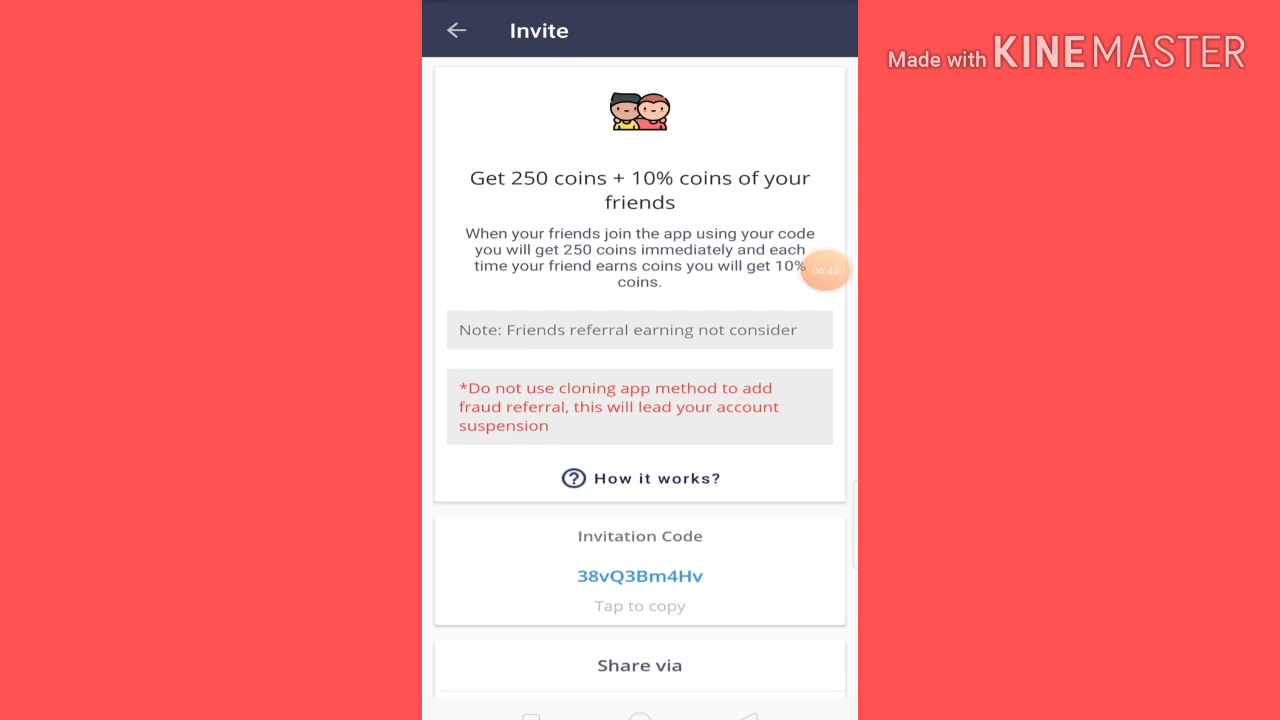 Invite
Made with KINEMASTER
Get 250 coins + 10% coins of your
friends
When your friends join the app using your code
you will get 250 coins immediately and each
time your friend earns coins you will get 10%
coins.
06:43
Note: Friends referral earning not consider
*Do not use cloning app method to add
fraud referral, this will lead your account
suspension
How it works?
Invitation Code
38vQ3Bm4Hv
Tap to copy
Share via